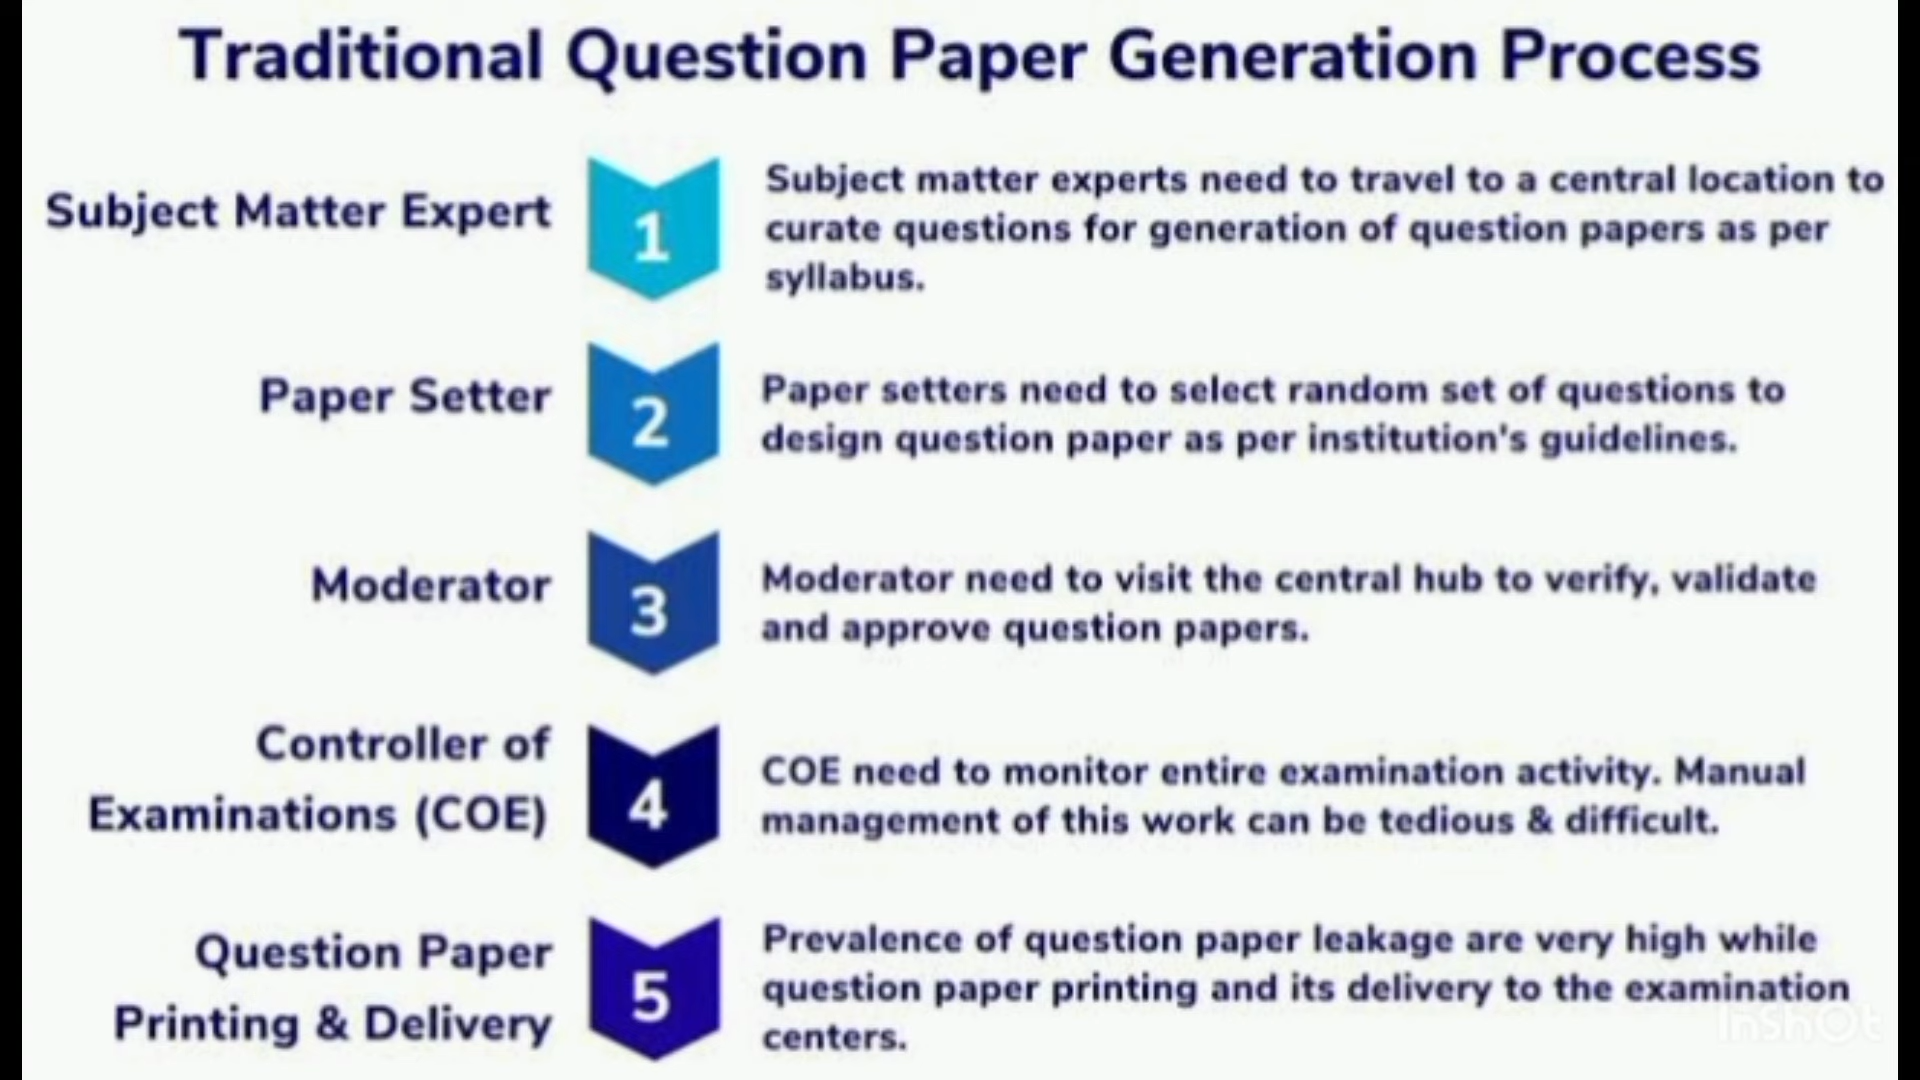 Traditional Question Paper Generation Process
Subject Matter Expert
1
Subject matter experts need to travel to a central location to
curate questions for generation of question papers as per
syllabus.
Paper Setter
2
Paper setters need to select random set of questions to
design question paper as per institution's guidelines.
Moderator
3
Moderator need to visit the central hub to verify, validate
and approve question papers.
Controller of
Examinations (COE)
4
COE need to monitor entire examination activity. Manual
management of this work can be tedious & difficult.
Question Paper
Printing & Delivery
5
Prevalence of question paper leakage are very high while
question paper printing and its delivery to the examination
centers.
InShOt